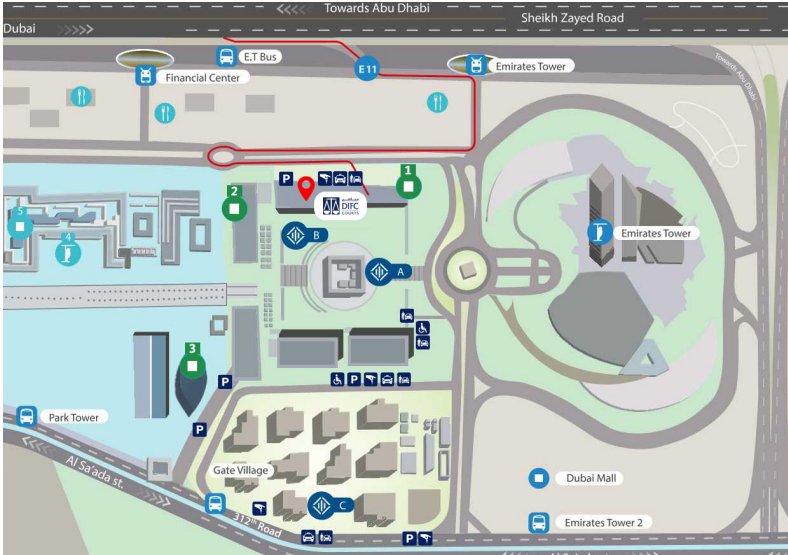 Towards Abu Dhabi
Sheikh Zayed Road
Dubai
E.T Bus
E 11
Emirates Tower
Financial Center
Towards Abu Dhabi
P
1
2
DIFC
COURTS
B
5
4
A
Emirates Tower
3
P
P
P
Park Tower
Al Sa'ada st.
Gate Village
Dubai Mall
C
312th Road
Emirates Tower 2
P